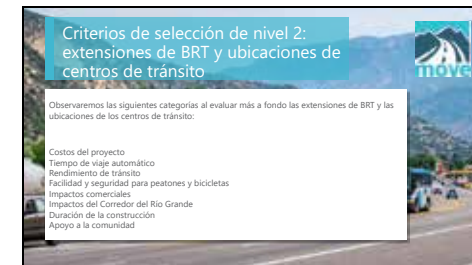 Criterios de selección de nivel 2:
extensiones de BRT y ubicaciones de
centros de tránsito
move
Observaremos las siguientes categorías al evaluar más a fondo las extensiones de BRT y las
ubicaciones de los centros de tránsito:
Costos del proyecto
Tiempo de viaje automático
Rendimiento de tránsito
Facilidad y seguridad para peatones y bicicletas
Impactos comerciales
Impactos del Corredor del Rio Grande
Duración de la construcción
Apoyo a la comunidad